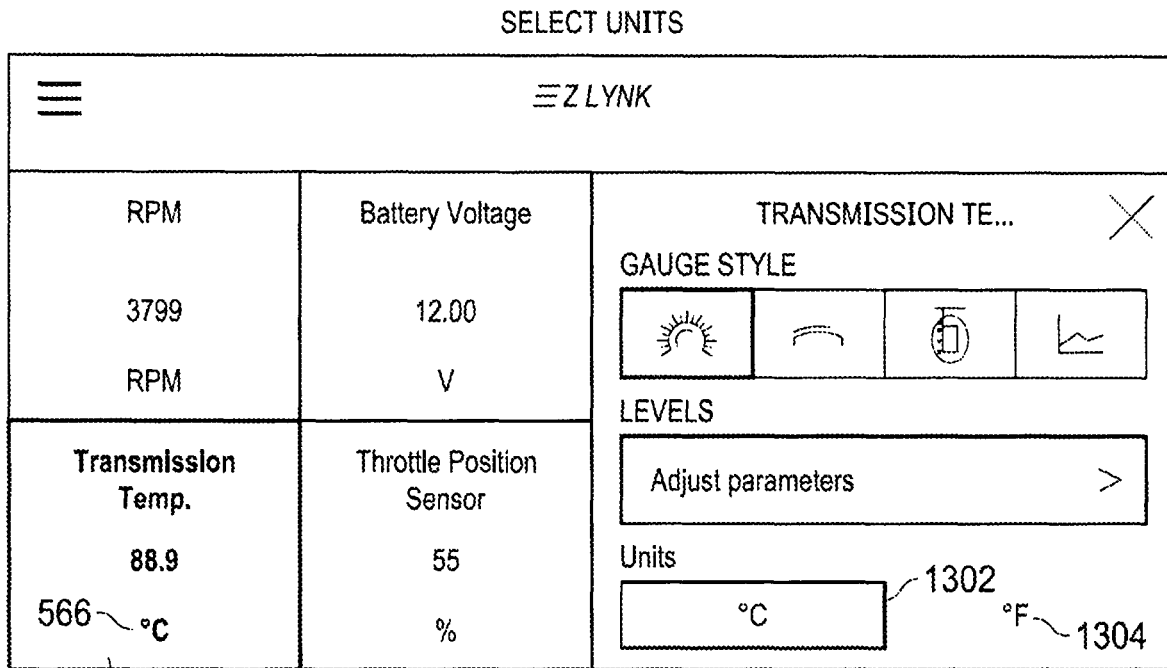 SELECT UNITS
EZ LYNK
RPM
3799
RPM
Battery Voltage
12.00
V
Transmission
Temp.
88.9
566
°C
Throttle Position
Sensor
55
%
TRANSMISSION TE...
GAUGE STYLE
LEVELS
Adjust parameters >
Units
°C
1302
°F
1304